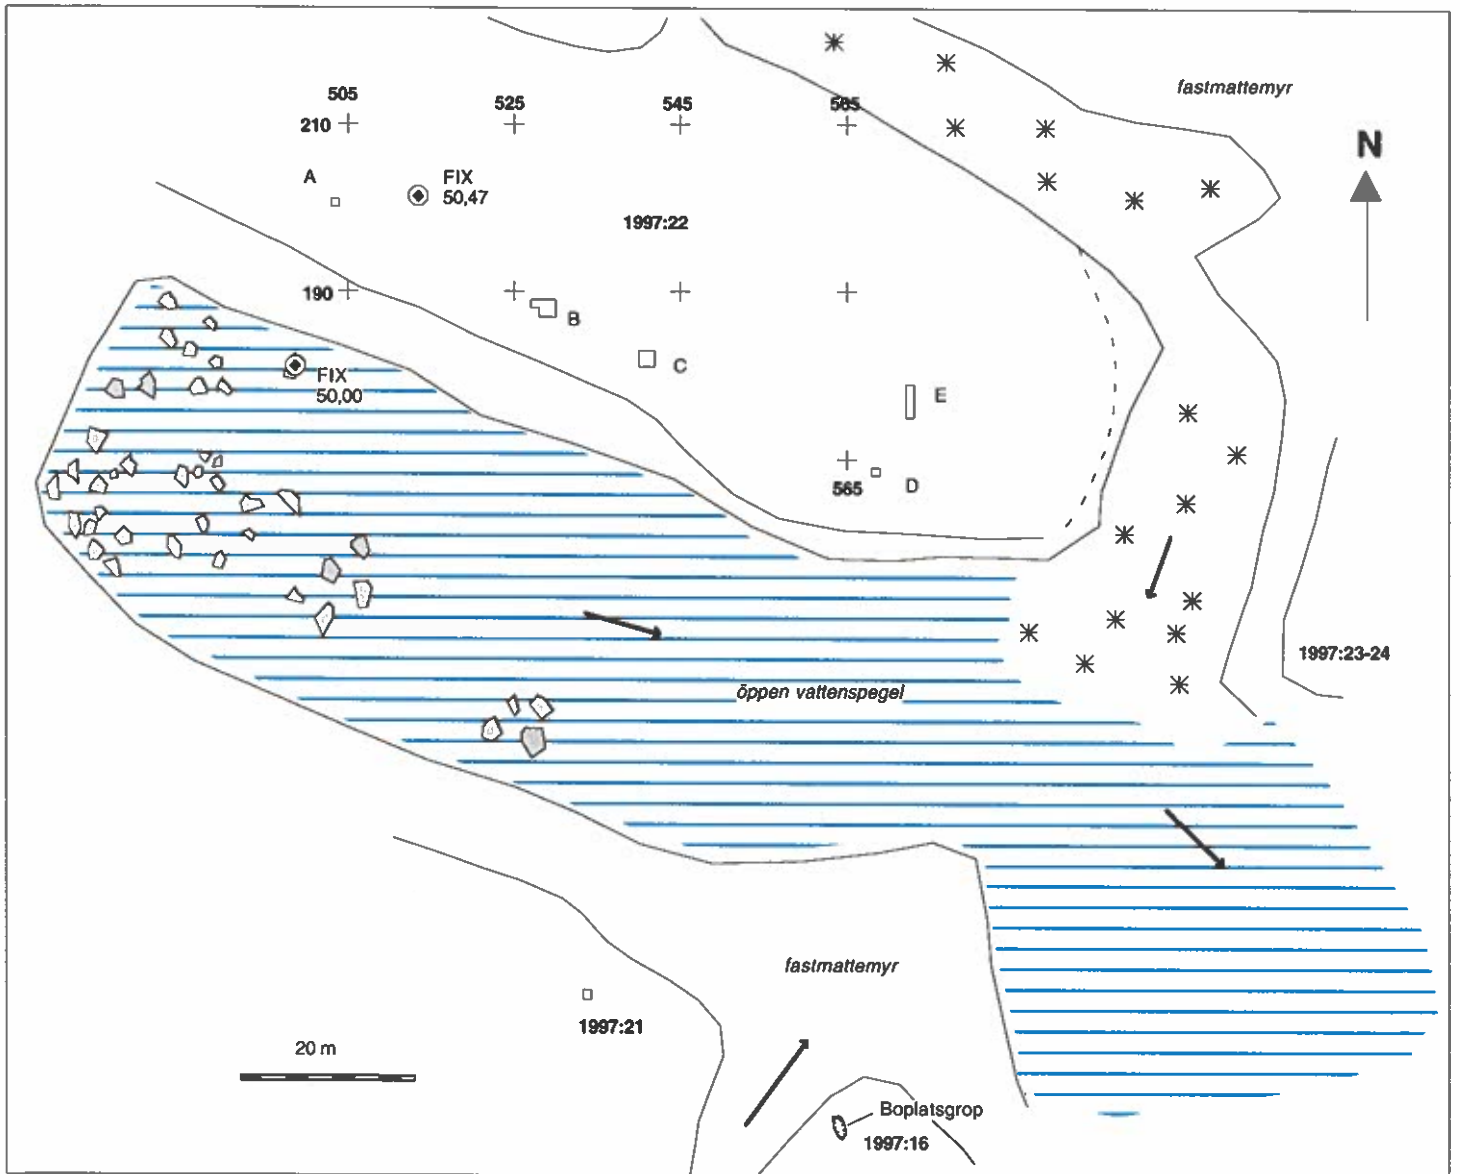 fastmattemyr
505
525
545
565
210
N
A
FIX
50,47
1997:22
190
B
C
FIX
50,00
E
565
D
1997:23-24
öppen vattenspegel
fastmattemyr
1997:21
20 m
Boplatsgrop
1997:16